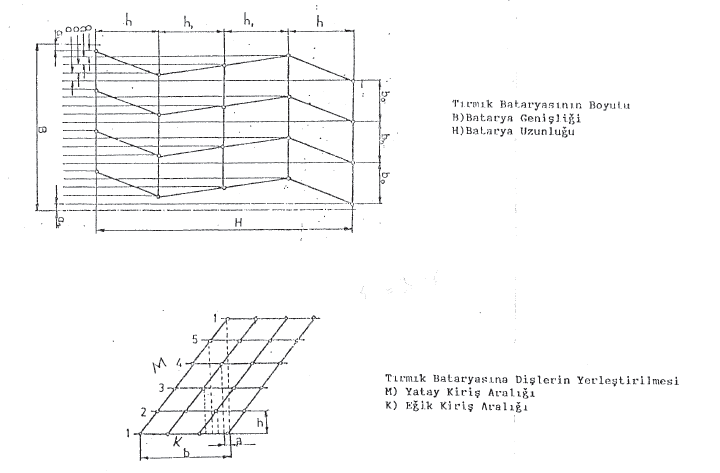 h h₁ h₁ h
a a a a
B
b₀
b₀
b₀
a
H
Tırmık Bataryasının Boyutu
B)Batarya Genişliği
H)Batarya Uzunluğu
1
5
M 4
3
2
1
K
h
a
b
Tırmık Bataryasına Dişlerin Yerleştirilmesi
M) Yatay Kiriş Aralığı
K) Eğik Kiriş Aralığı